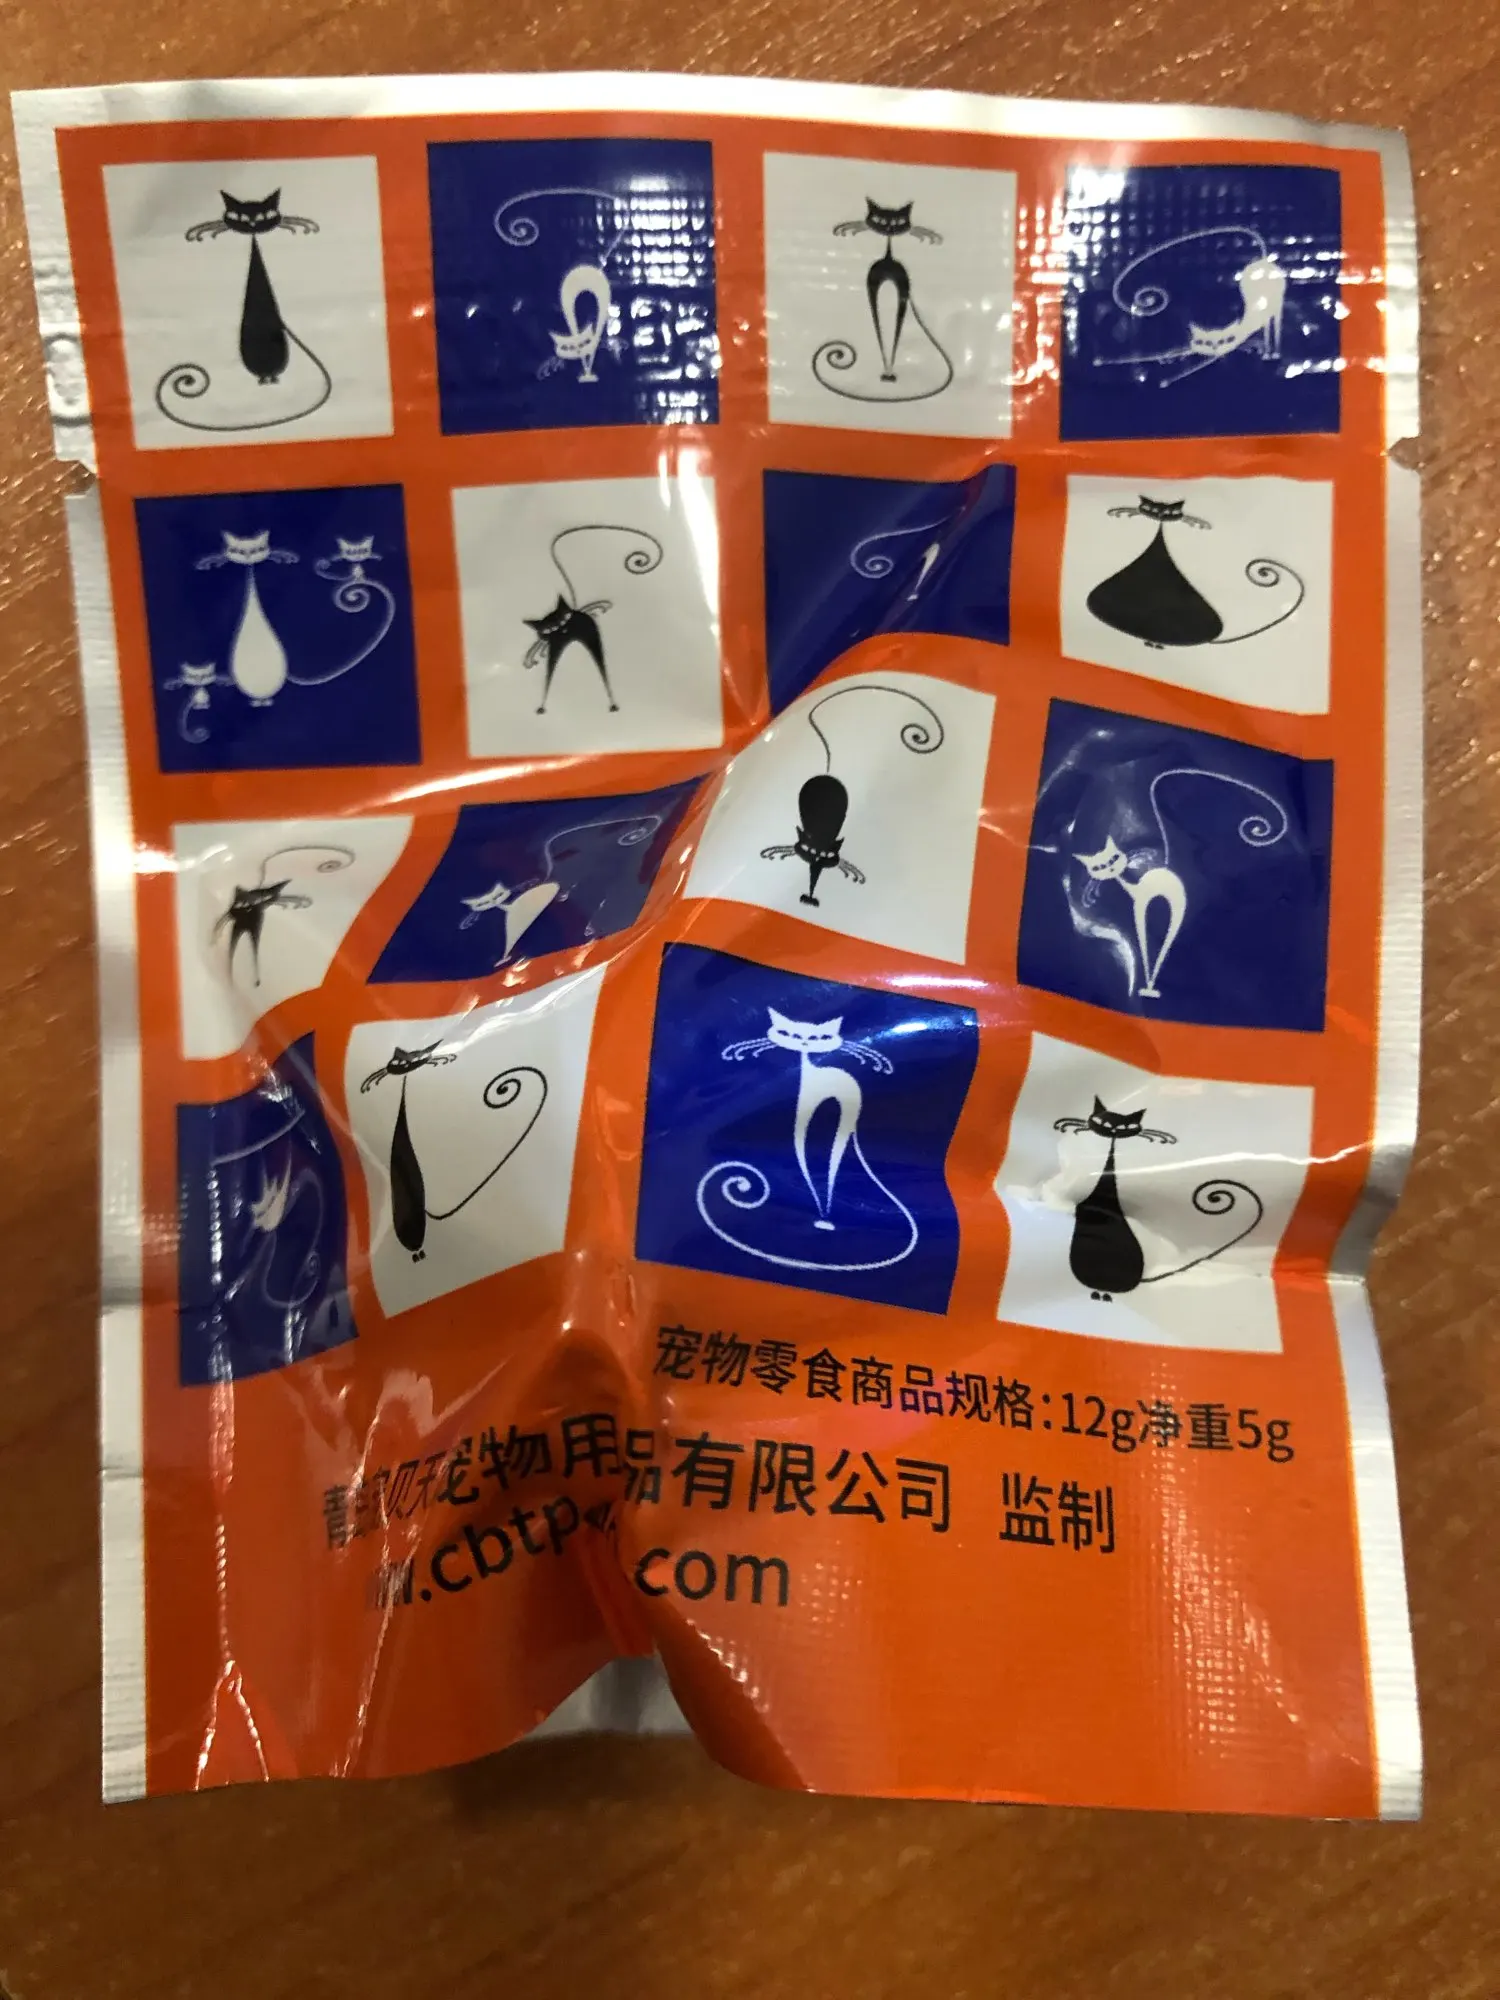 宠物零食商品规格:12g净重5g
宠物用品有限公司 监制
.cbtp
.com